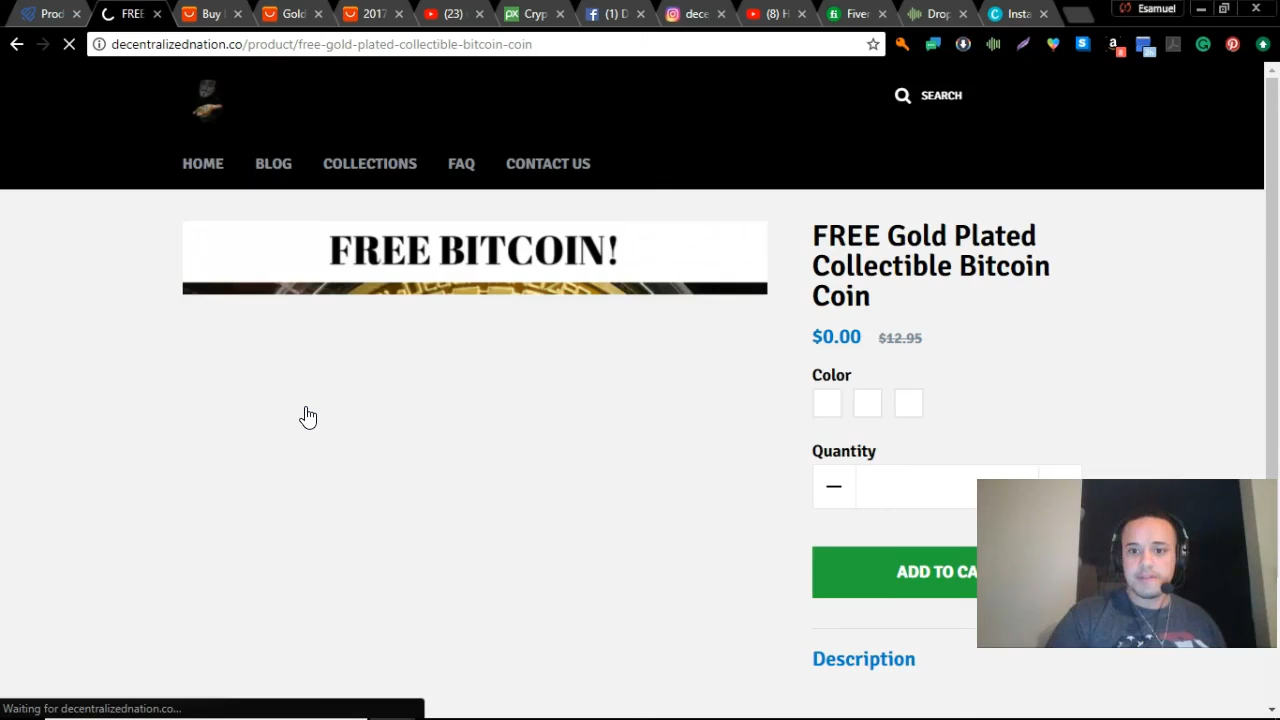 Prod
FREE
Buy
Gold
2017
(23)
Cryp
(1) D
dece
(8) H
Fiver
Drop
Insta
Esamuel
decentralizednation.co/product/free-gold-plated-collectible-bitcoin-coin
SEARCH
HOME BLOG COLLECTIONS FAQ CONTACT US
FREE BITCOIN!
FREE Gold Plated
Collectible Bitcoin
Coin
$0.00 $12.95
Color
Quantity
ADD TO CA
Description
Waiting for decentralizednation.co...